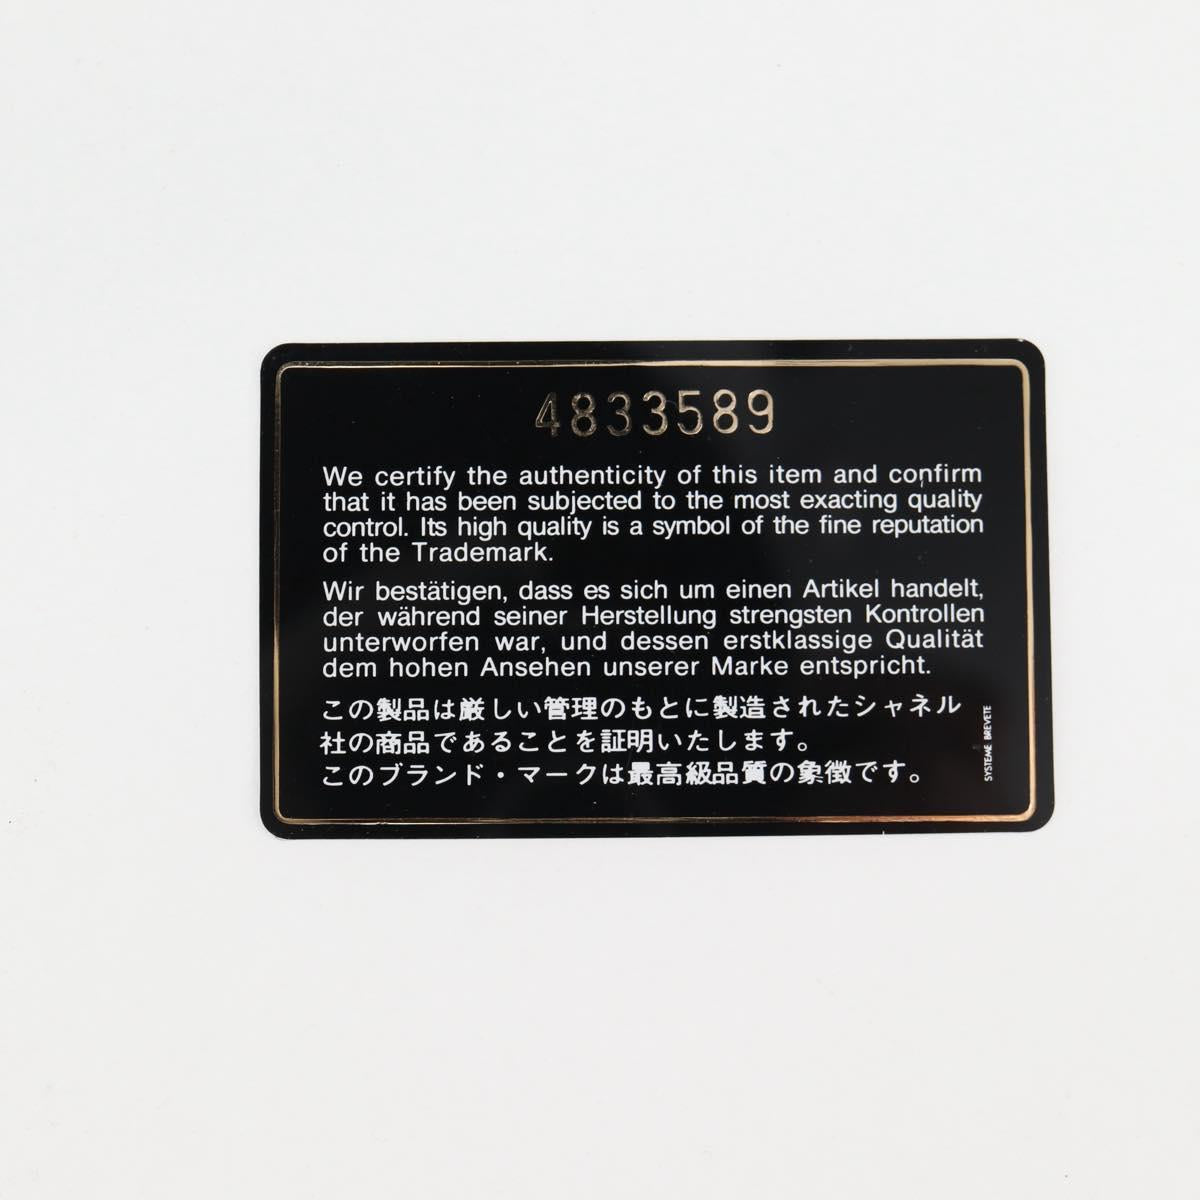 4833589
We certify the authenticity of this item and confirm
that it has been subjected to the most exacting quality
control. Its high quality is a symbol of the fine reputation
of the Trademark.
Wir bestätigen, dass es sich um einen Artikel handelt,
der während seiner Herstellung strengsten Kontrollen
unterworfen war, und dessen erstklassige Qualität
dem hohen Ansehen unserer Marke entspricht.
この製品は厳しい管理のもとに製造されたシャネル
社の商品であることを証明いたします。
このブランド・マークは最高級品質の象徴です。
SYSTEME BREVETE